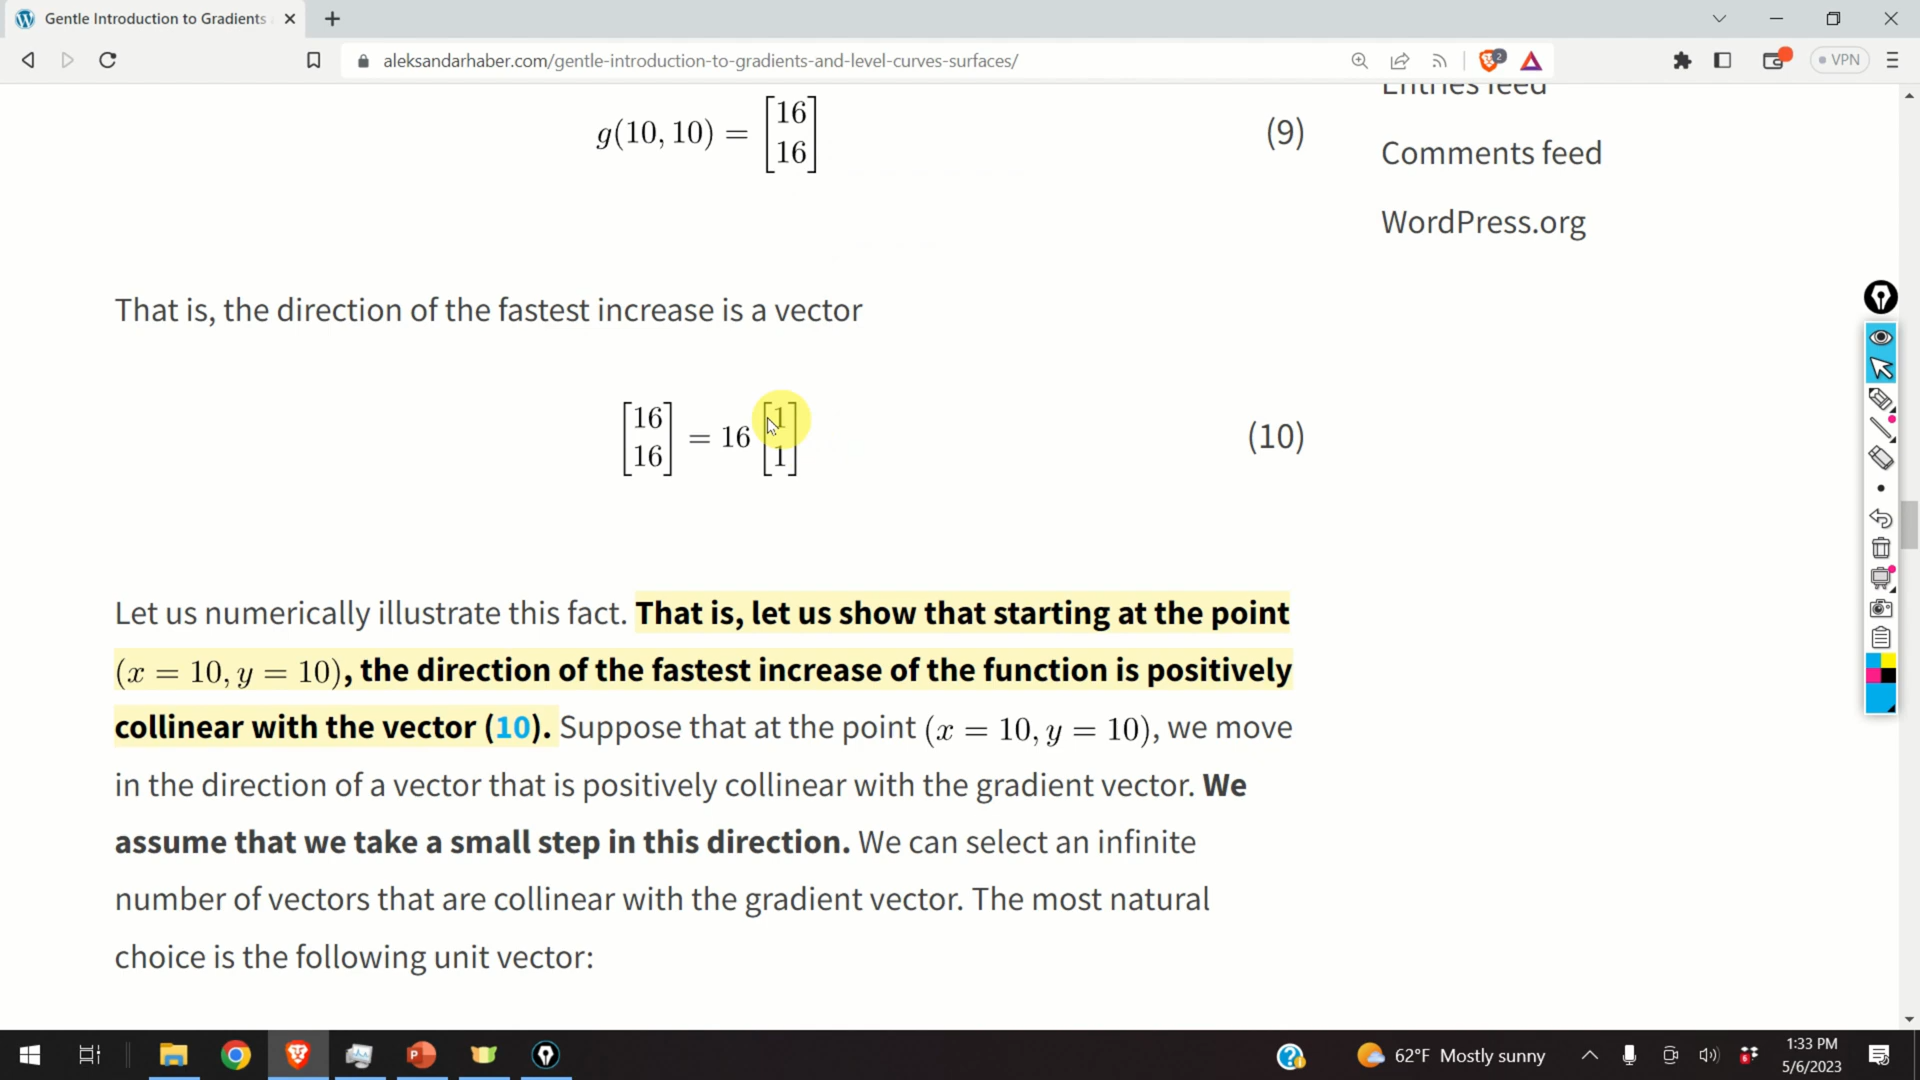 Gentle Introduction to Gradients
aleksandarhaber.com/gentle-introduction-to-gradients-and-level-curves-surfaces/
2
VPN
g(10, 10) = [16 16] (9)
Entries feed
Comments feed
WordPress.org
That is, the direction of the fastest increase is a vector
[16 16] = 16 [1 1] (10)
Let us numerically illustrate this fact. That is, let us show that starting at the point
(x = 10, y = 10), the direction of the fastest increase of the function is positively
collinear with the vector (10). Suppose that at the point (x = 10, y = 10), we move
in the direction of a vector that is positively collinear with the gradient vector. We
assume that we take a small step in this direction. We can select an infinite
number of vectors that are collinear with the gradient vector. The most natural
choice is the following unit vector:
62°F Mostly sunny
1:33 PM
5/6/2023